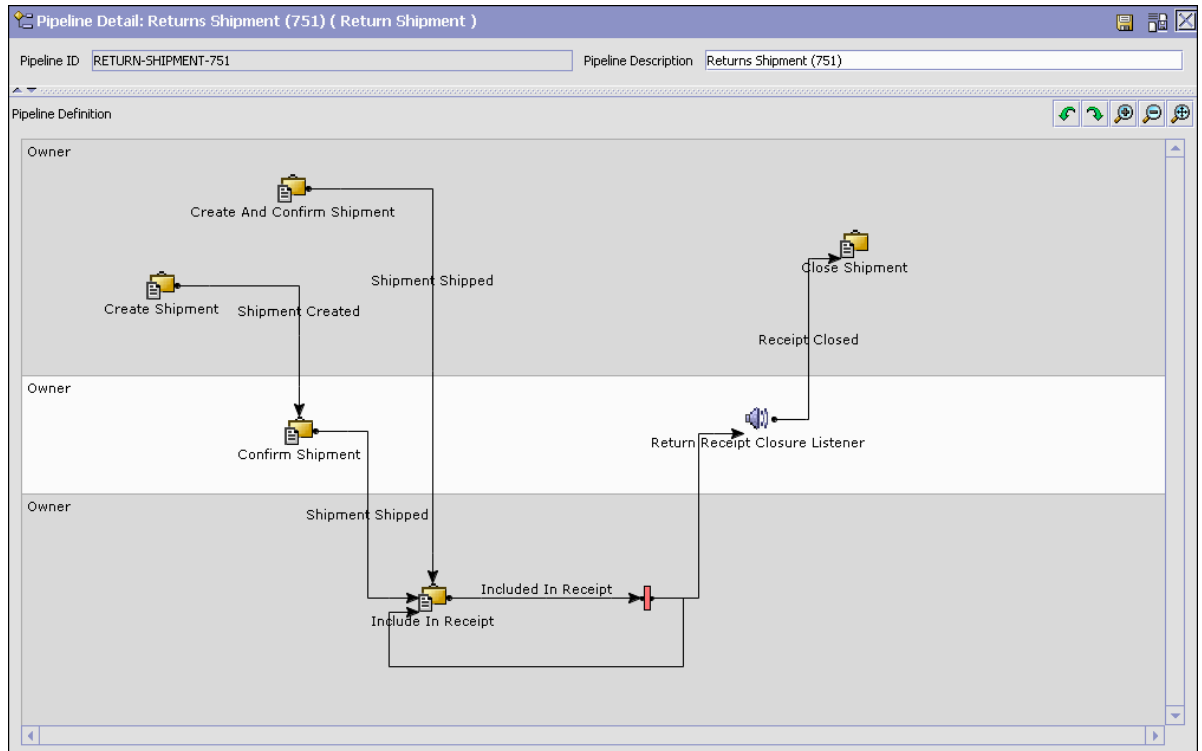 Pipeline Detail: Returns Shipment (751) ( Return Shipment )
Pipeline ID RETURN-SHIPMENT-751 Pipeline Description Returns Shipment (751)
Pipeline Definition
Owner
Create And Confirm Shipment
Close Shipment
Shipment Shipped
Create Shipment Shipment Created
Receipt Closed
Owner
Return Receipt Closure Listener
Confirm Shipment
Owner
Shipment Shipped
Included In Receipt
Include In Receipt